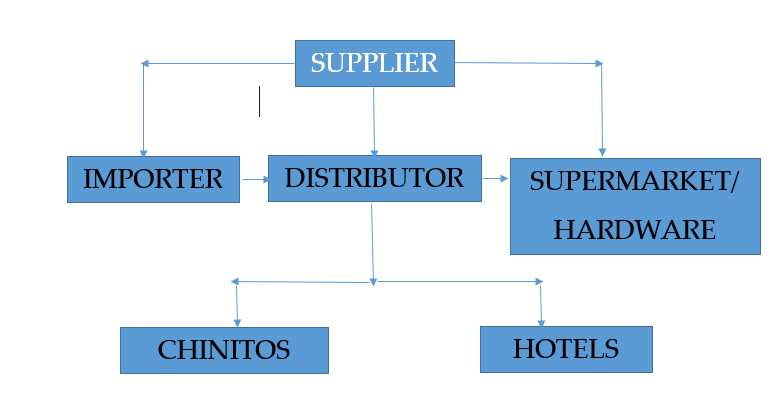 SUPPLIER
IMPORTER
DISTRIBUTOR
SUPERMARKET/
HARDWARE
CHINITOS
HOTELS